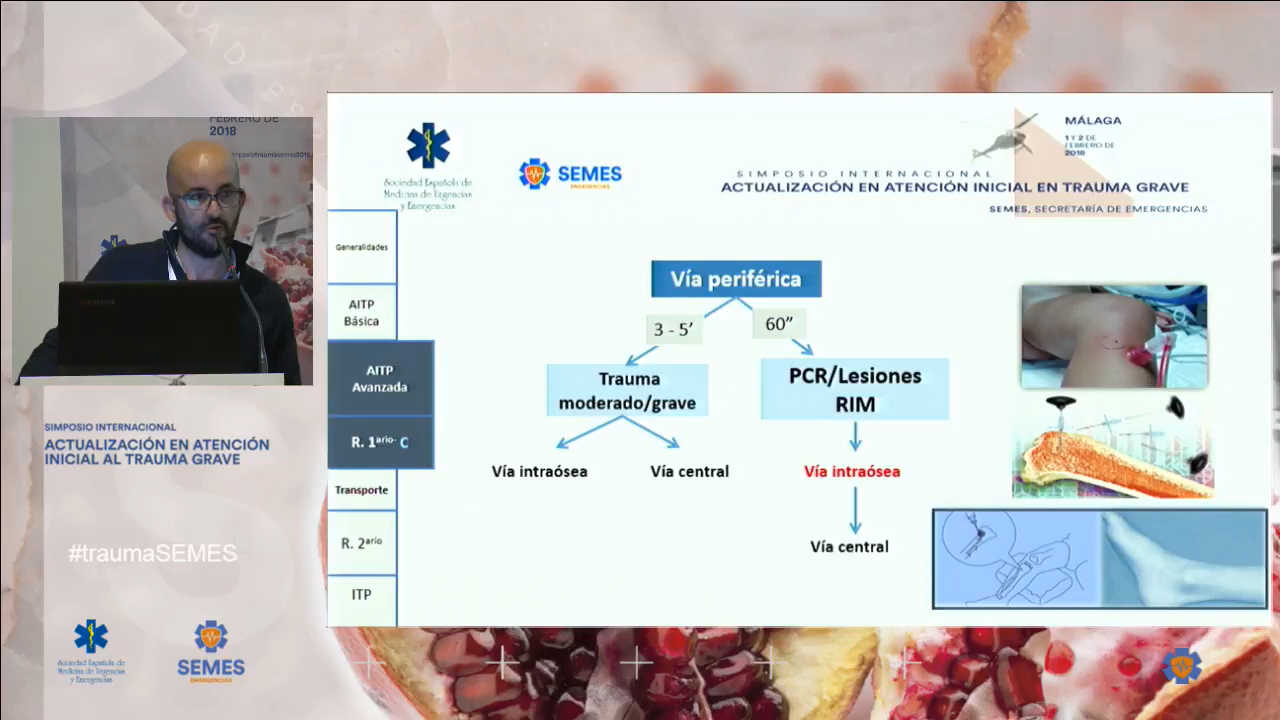 FEBRERO DE
2018
SIMPOSIO INTERNACIONAL
ACTUALIZACIÓN EN ATENCIÓN
INICIAL AL TRAUMA GRAVE
#traumaSEMES
Sociedad Española de
Medicina de Urgencias
y Emergencias
SEMES
EMERGENCIAS
Sociedad Española de
Medicina de Urgencias
y Emergencias
SEMES
EMERGENCIAS
MÁLAGA
1 Y 2 DE
FEBRERO DE
2018
SIMPOSIO INTERNACIONAL
ACTUALIZACIÓN EN ATENCIÓN INICIAL EN TRAUMA GRAVE
SEMES, SECRETARÍA DE EMERGENCIAS
Generalidades
AITP
Básica
AITP
Avanzada
R. 1ario- C
Transporte
R. 2ario
ITP
Vía periférica
3 - 5’
60”
Trauma
moderado/grave
PCR/Lesiones
RIM
Vía intraósea
Vía central
Vía intraósea
Vía central